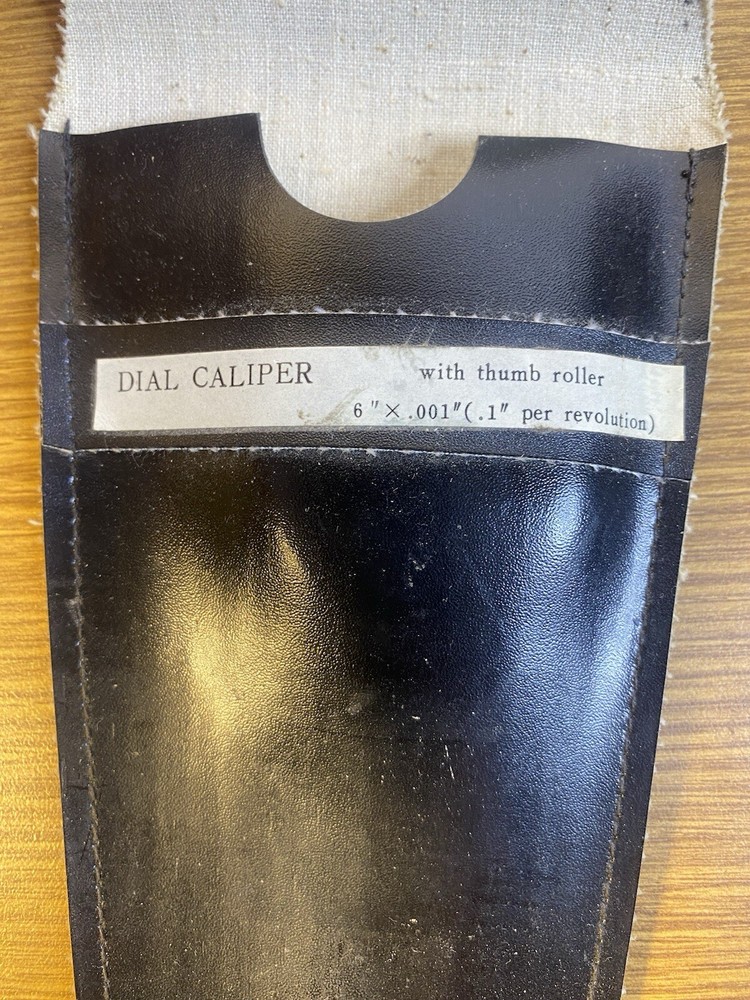 DIAL CALIPER with thumb roller
6"×.001"(.1" per revolution)